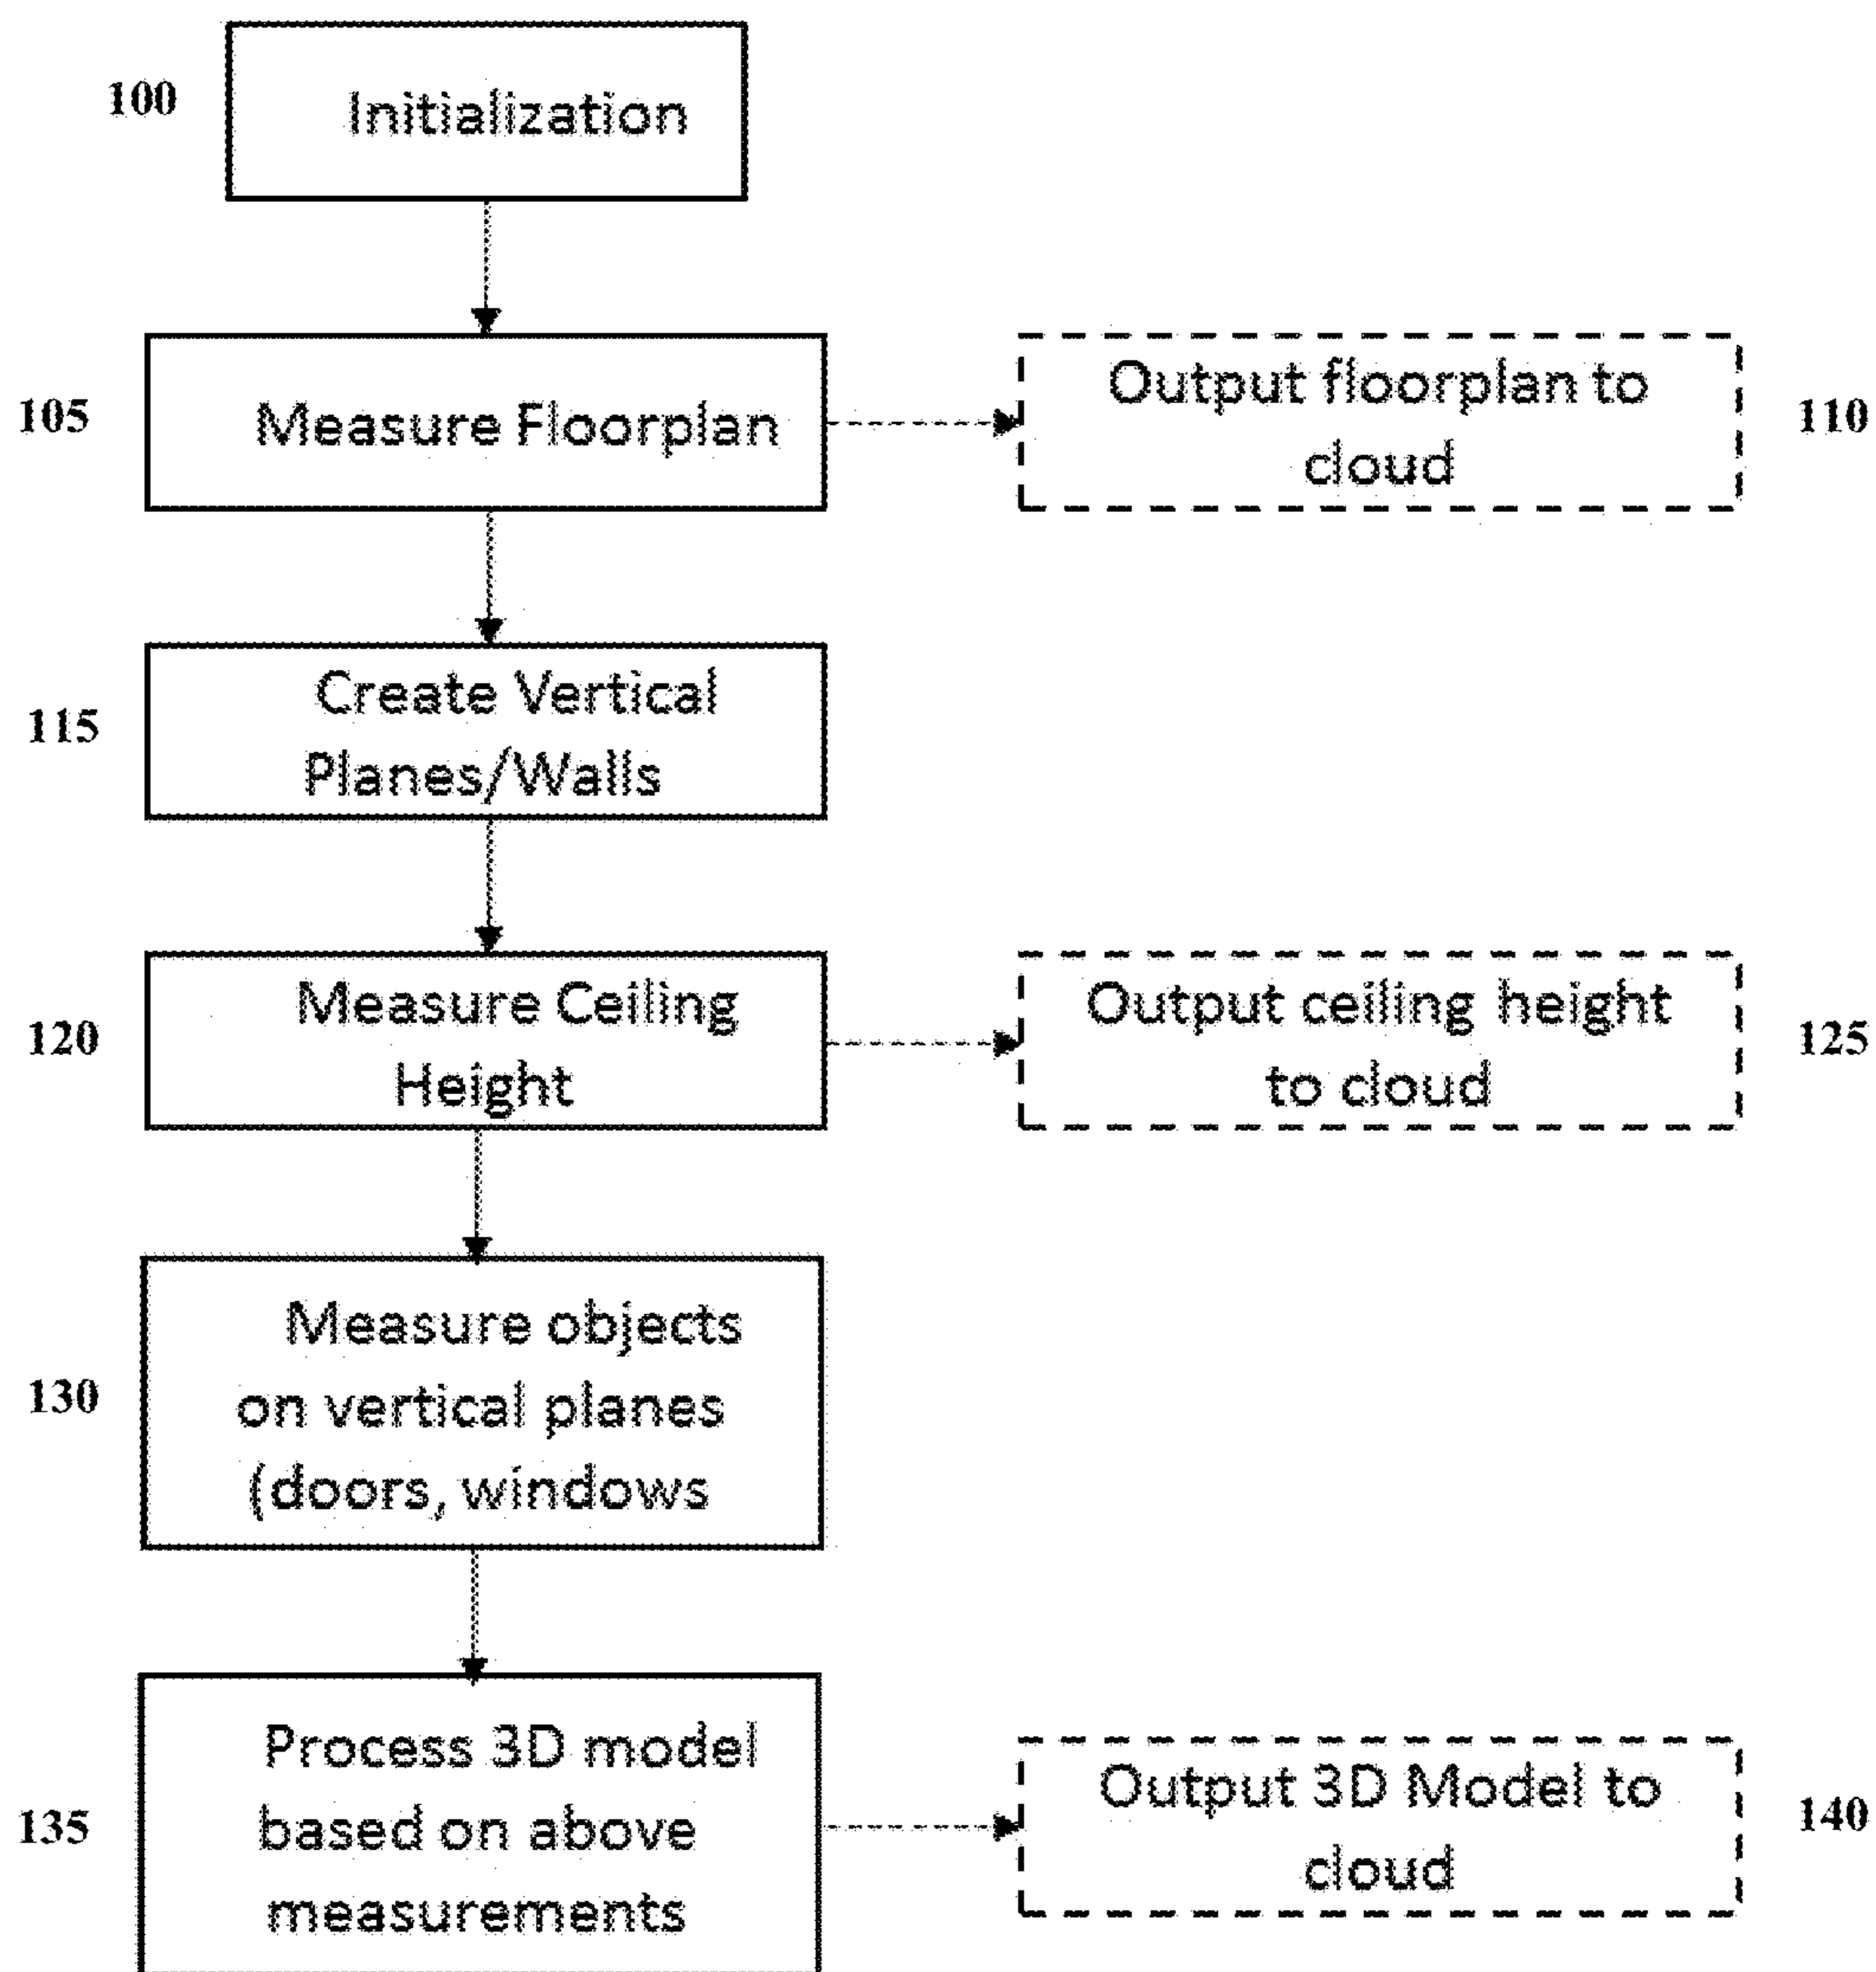 100
Initialization
105
Measure Floorplan
Output floorplan to
cloud
110
115
Create Vertical
Planes/Walls
120
Measure Ceiling
Height
Output ceiling height
to cloud
125
130
Measure objects
on vertical planes
(doors, windows
135
Process 3D model
based on above
measurements
Output 3D Model to
cloud
140